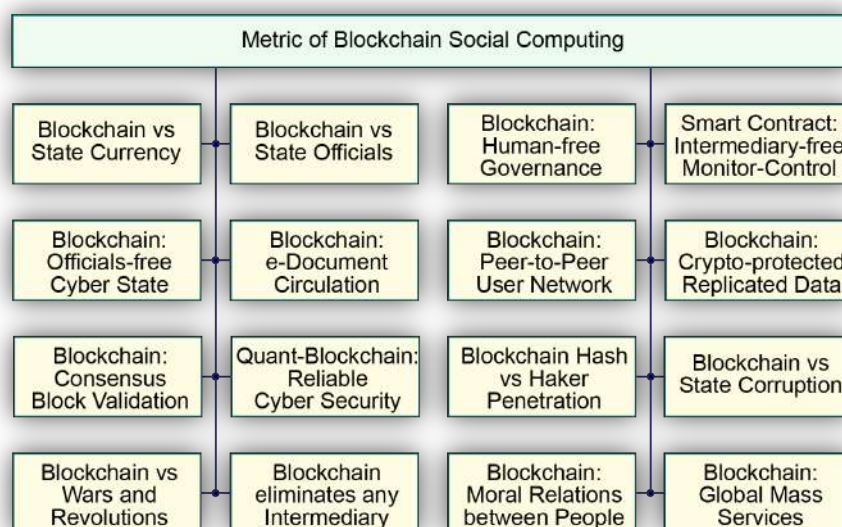 Metric of Blockchain Social Computing
Blockchain vs
State Currency
Blockchain vs
State Officials
Blockchain:
Human-free
Governance
Smart Contract:
Intermediary-free
Monitor-Control
Blockchain:
Officials-free
Cyber State
Blockchain:
e-Document
Circulation
Blockchain:
Peer-to-Peer
User Network
Blockchain:
Crypto-protected
Replicated Data
Blockchain:
Consensus
Block Validation
Quant-Blockchain:
Reliable
Cyber Security
Blockchain Hash
vs Haker
Penetration
Blockchain vs
State Corruption
Blockchain vs
Wars and
Revolutions
Blockchain
eliminates any
Intermediary
Blockchain:
Moral Relations
between People
Blockchain:
Global Mass
Services